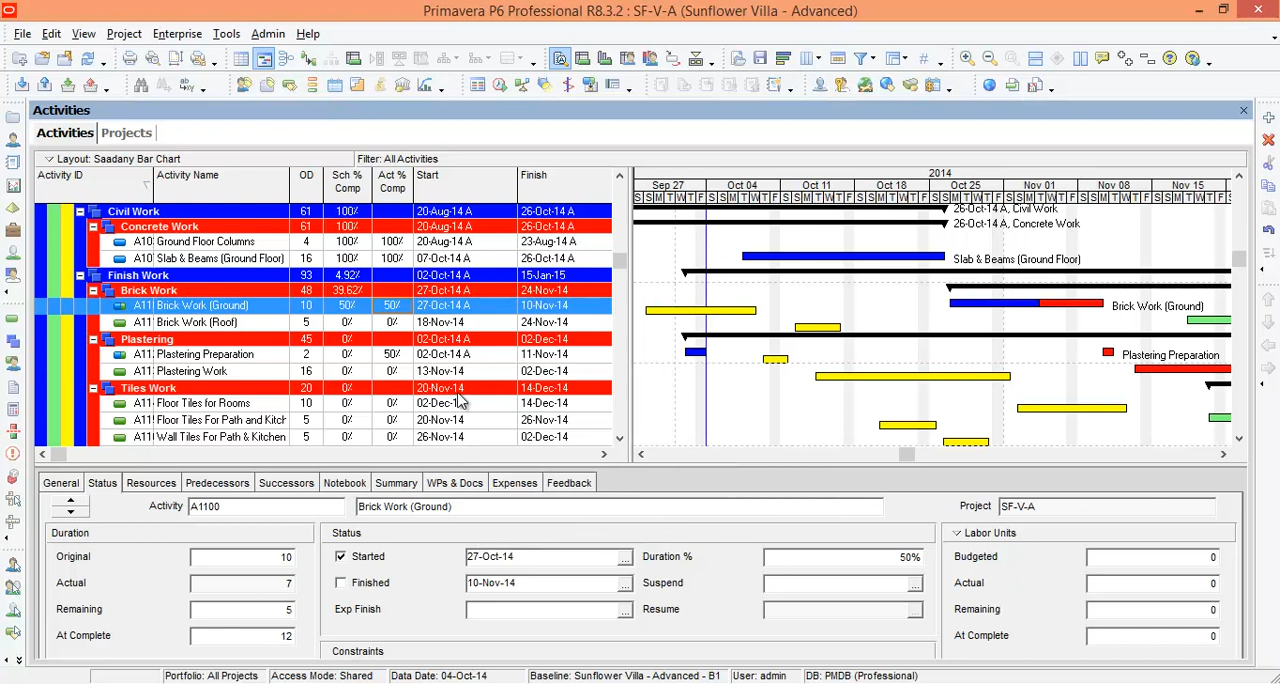 Primavera P6 Professional R8.3.2 : SF-V-A (Sunflower Villa - Advanced)
File Edit View Project Enterprise Tools Admin Help
Activities
Activities Projects
Layout: Saadany Bar Chart Filter: All Activities
Activity ID Activity Name OD Sch % Comp Act % Comp Start Finish
2014
Sep 27 Oct 04 Oct 11 Oct 18 Oct 25 Nov 01 Nov 08 Nov 15
Civil Work 61 100% 20-Aug-14 A 26-Oct-14 A
26-Oct-14 A, Civil Work
Concrete Work 61 100% 20-Aug-14 A 26-Oct-14 A
26-Oct-14 A, Concrete Work
A10 Ground Floor Columns 4 100% 100% 20-Aug-14 A 23-Aug-14 A
A10 Slab & Beams (Ground Floor) 16 100% 100% 07-Oct-14 A 26-Oct-14 A
Slab & Beams (Ground Floor)
Finish Work 93 4.92% 02-Oct-14 A 15-Jan-15
Brick Work 48 39.62% 27-Oct-14 A 24-Nov-14
A11 Brick Work (Ground) 10 50% 50% 27-Oct-14 A 10-Nov-14
Brick Work (Ground)
A11 Brick Work (Roof) 5 0% 0% 18-Nov-14 24-Nov-14
Plastering 45 0% 02-Oct-14 A 02-Dec-14
A11 Plastering Preparation 2 0% 50% 02-Oct-14 A 11-Nov-14
Plastering Preparation
A11 Plastering Work 16 0% 0% 13-Nov-14 02-Dec-14
Tiles Work 20 0% 20-Nov-14 14-Dec-14
A11 Floor Tiles for Rooms 10 0% 0% 02-Dec-14 14-Dec-14
A11 Floor Tiles For Path and Kitch 5 0% 0% 20-Nov-14 26-Nov-14
A11 Wall Tiles For Path & Kitchen 5 0% 0% 26-Nov-14 02-Dec-14
General Status Resources Predecessors Successors Notebook Summary WPs & Docs Expenses Feedback
Activity A1100 Brick Work (Ground) Project SF-V-A
Duration Status Labor Units
Original 10 Started 27-Oct-14 ... Duration % 50% Budgeted 0
Actual 7 Finished 10-Nov-14 ... Suspend ... Actual 0
Remaining 5 Exp Finish ... Resume ... Remaining 0
At Complete 12 At Complete 0
Constraints
Portfolio: All Projects Access Mode: Shared Data Date: 04-Oct-14 Baseline: Sunflower Villa - Advanced - B1 User: admin DB: PMDB (Professional)